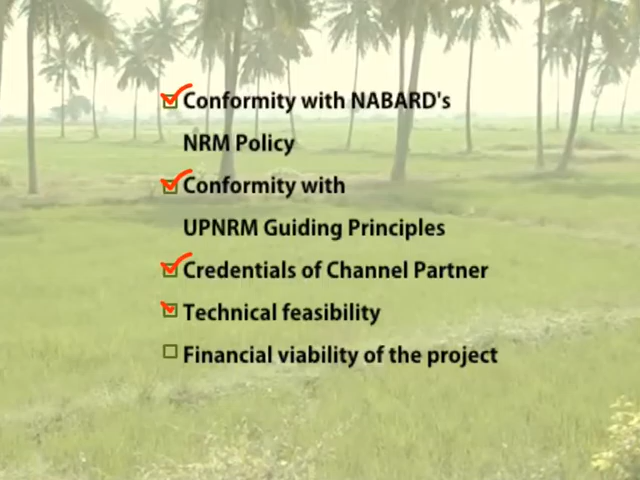 Conformity with NABARD's
NRM Policy
Conformity with
UPNRM Guiding Principles
Credentials of Channel Partner
Technical feasibility
Financial viability of the project